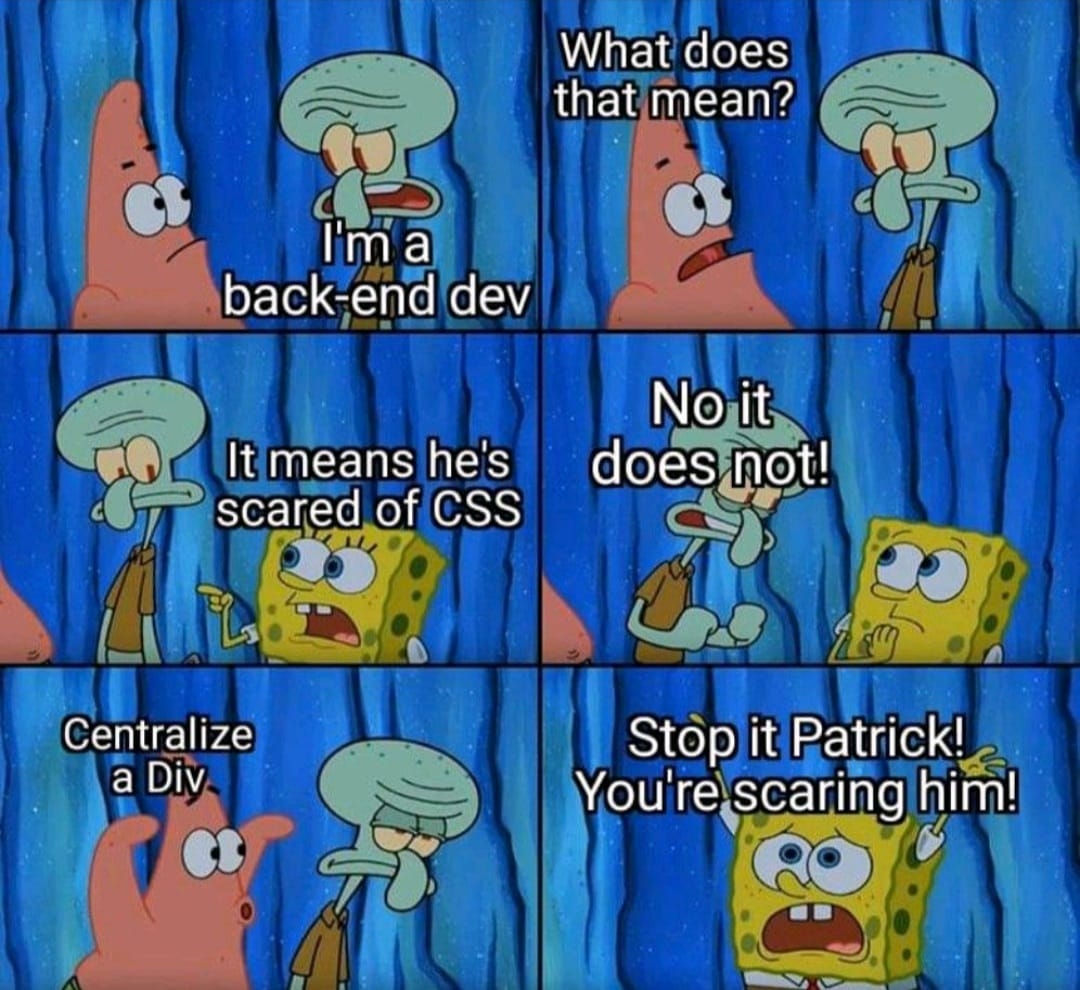 I'm a
back-end dev
What does
that mean?
It means he's
scared of CSS
No it
does not!
Centralize
a Div
Stop it Patrick!
You're scaring him!